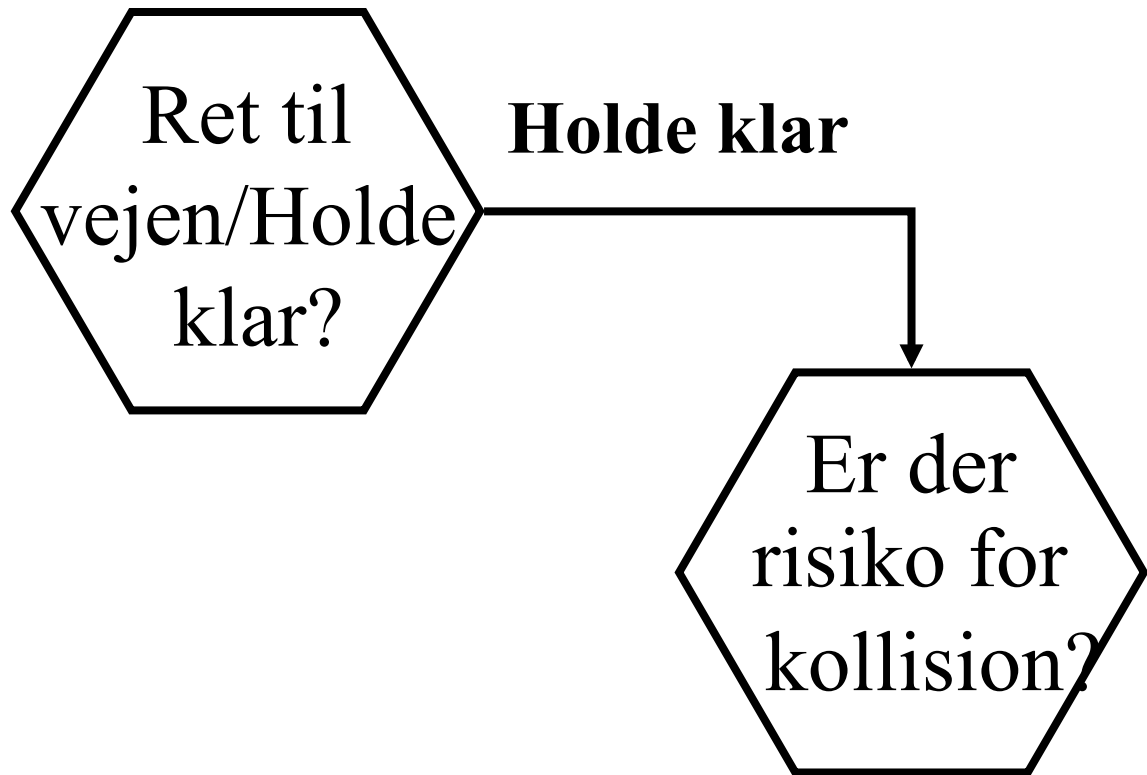 Ret til
vejen/Holde
klar?
Holde klar
Er der
risiko for
kollision?